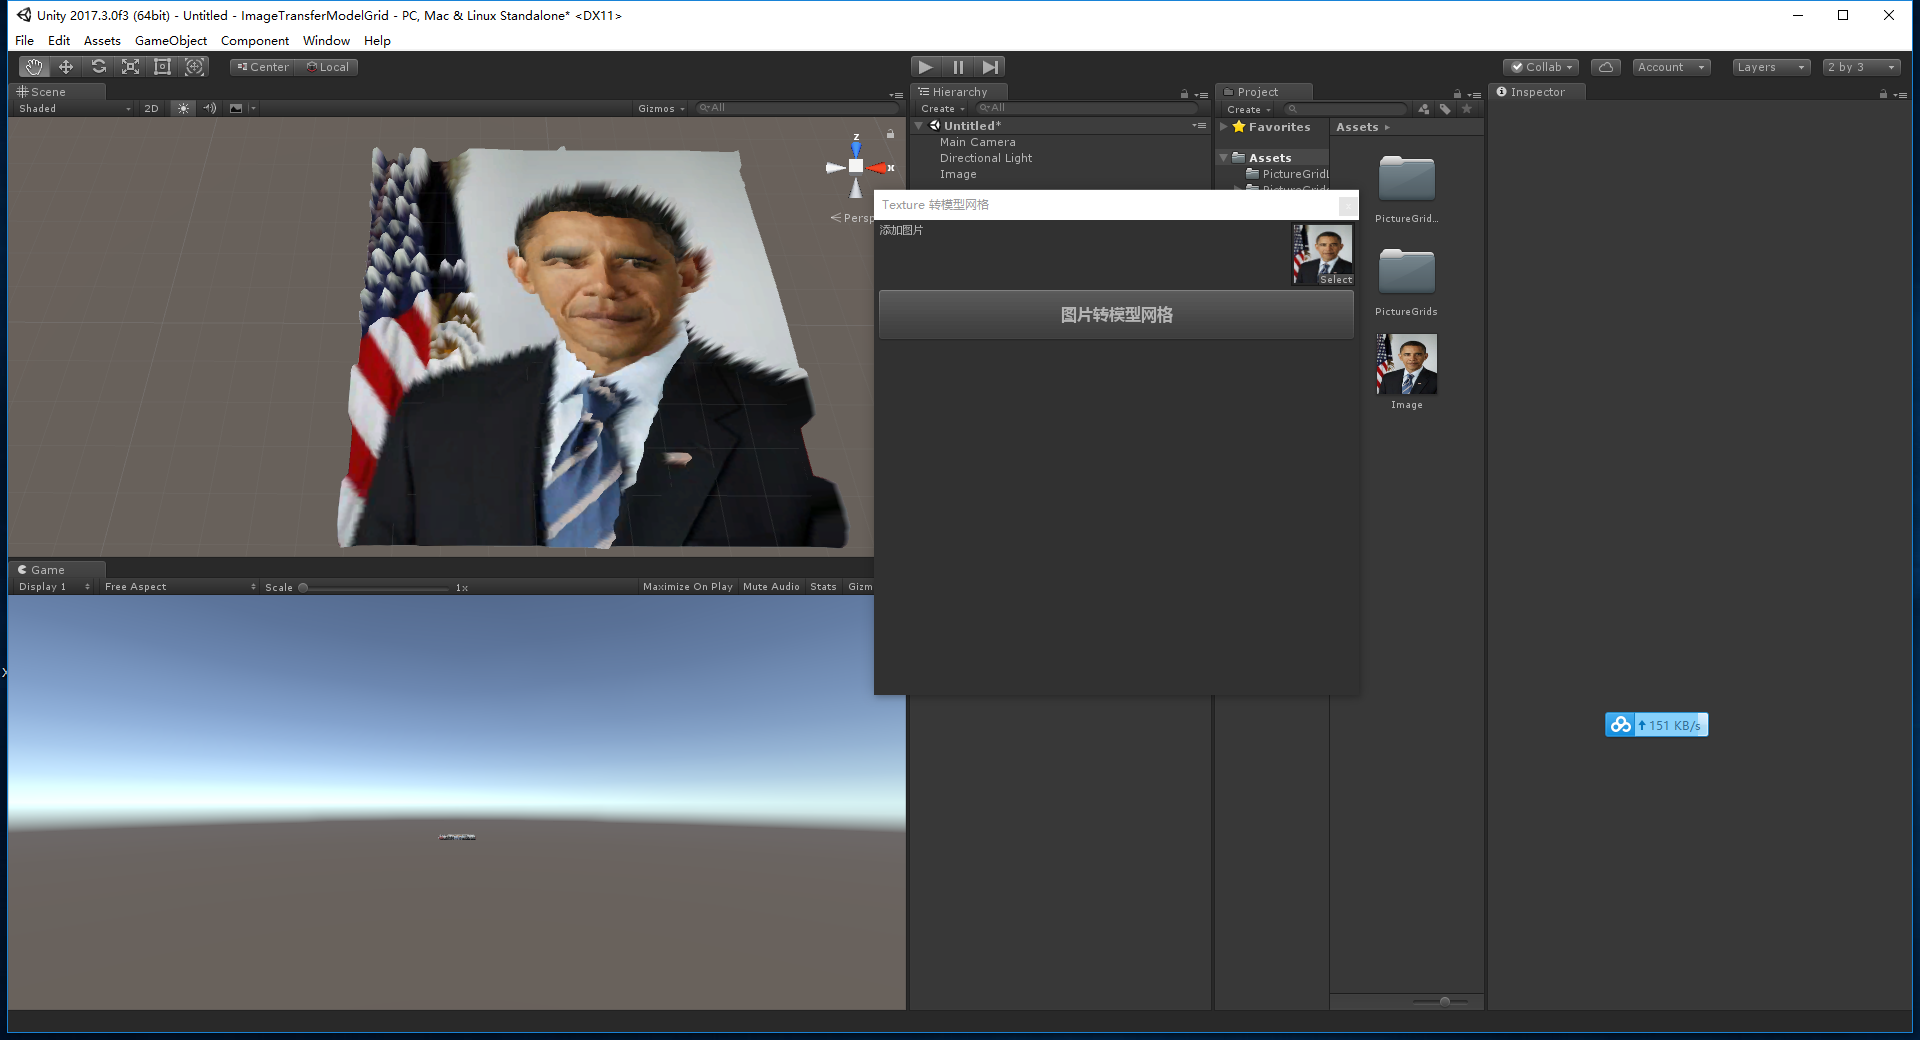 Unity 2017.3.0f3 (64bit) - Untitled - ImageTransferModelGrid - PC, Mac & Linux Standalone* <DX11>
File Edit Assets GameObject Component Window Help
Center Local
Collab Account Layers 2 by 3
Scene
Shaded 2D Gizmos All
Hierarchy
Create All
Untitled*
Main Camera
Directional Light
Image
Project
Create
Favorites
Assets
PictureGridL
PictureGrids
Assets
PictureGrid...
PictureGrids
Image
Inspector
z
x
Persp
Texture 转模型网格
添加图片
Select
图片转模型网格
Game
Display 1 Free Aspect Scale 1x Maximize On Play Mute Audio Stats Gizm
151 KB/s